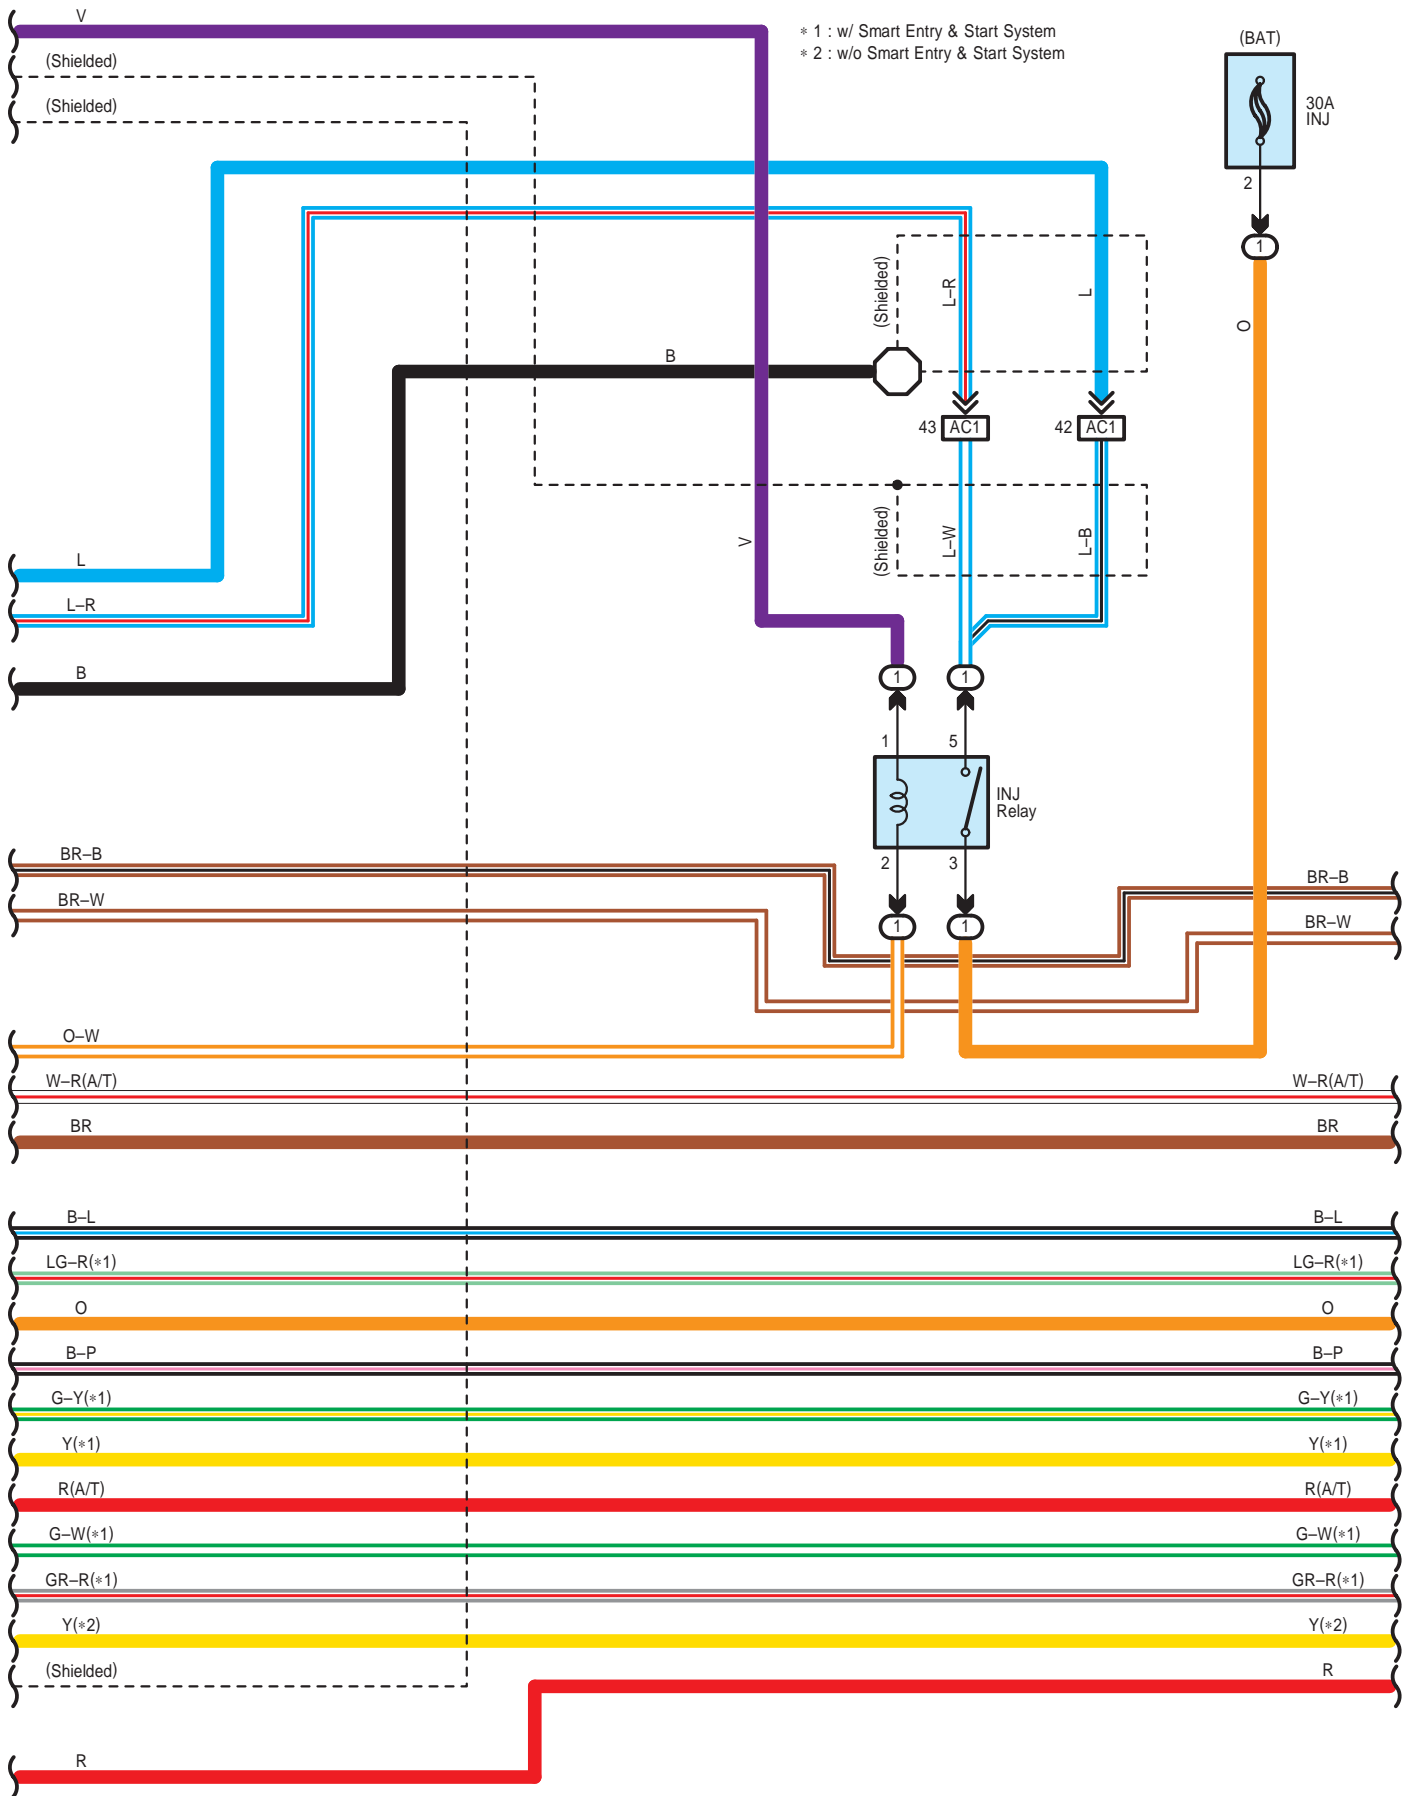 V
∗ 1 : w/ Smart Entry & Start System
∗ 2 : w/o Smart Entry & Start System
(BAT)
(Shielded)
(Shielded)
30A
INJ
2
1
(Shielded)
L–R
L
O
B
43 AC1
42 AC1
(Shielded)
L–W
L–B
V
L
L–R
B
1
1
1
5
INJ
Relay
2
3
1
1
BR–B
BR–B
BR–W
BR–W
O–W
W–R(A/T)
W–R(A/T)
BR
BR
B–L
B–L
LG–R(∗1)
LG–R(∗1)
O
O
B–P
B–P
G–Y(∗1)
G–Y(∗1)
Y(∗1)
Y(∗1)
R(A/T)
R(A/T)
G–W(∗1)
G–W(∗1)
GR–R(∗1)
GR–R(∗1)
Y(∗2)
Y(∗2)
(Shielded)
R
R